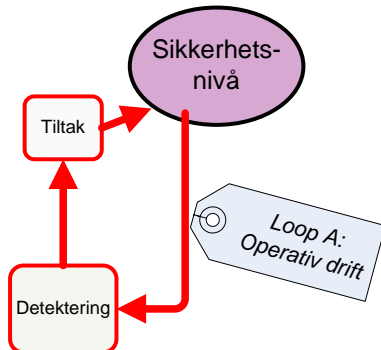 Sikkerhets-
nivå
Tiltak
Loop A:
Operativ drift
Detektering